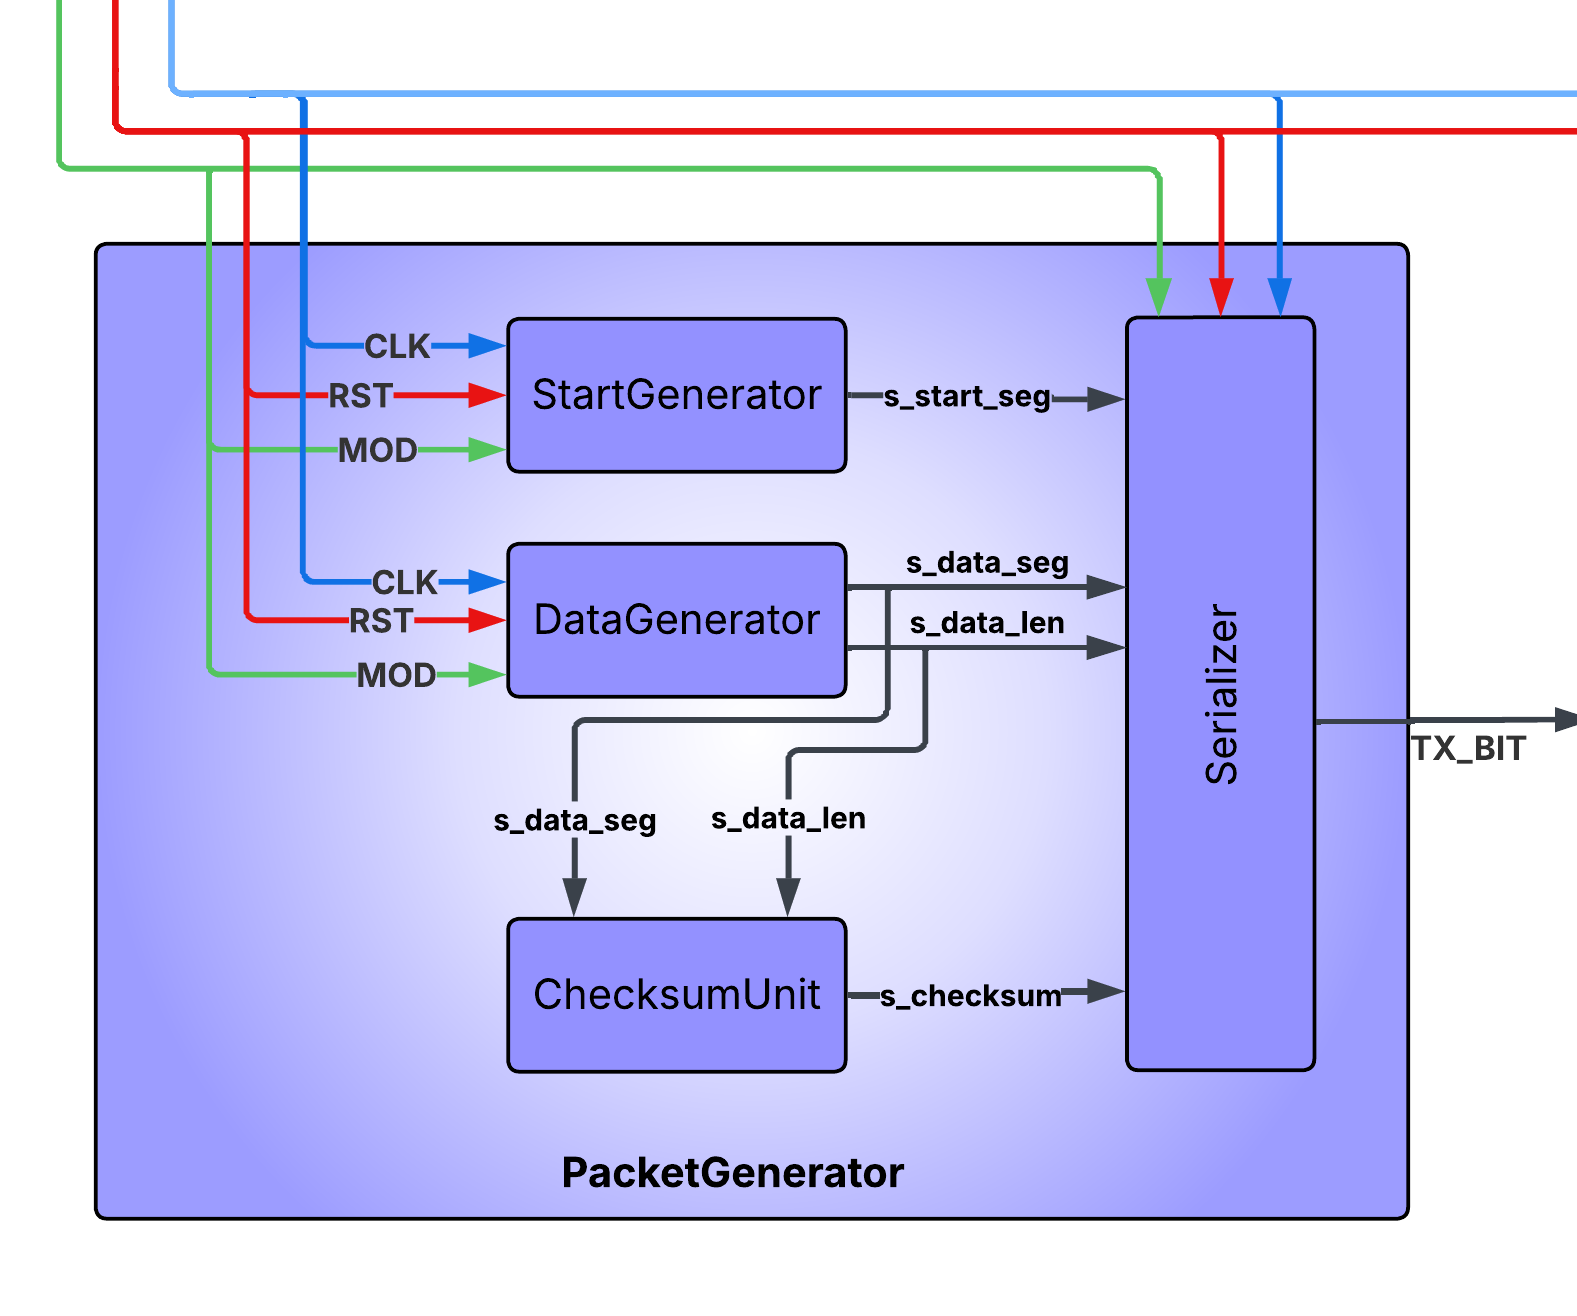 CLK
RST
MOD
StartGenerator
s_start_seg
CLK
RST
MOD
DataGenerator
s_data_seg
s_data_len
Serializer
TX_BIT
s_data_seg
s_data_len
ChecksumUnit
s_checksum
PacketGenerator